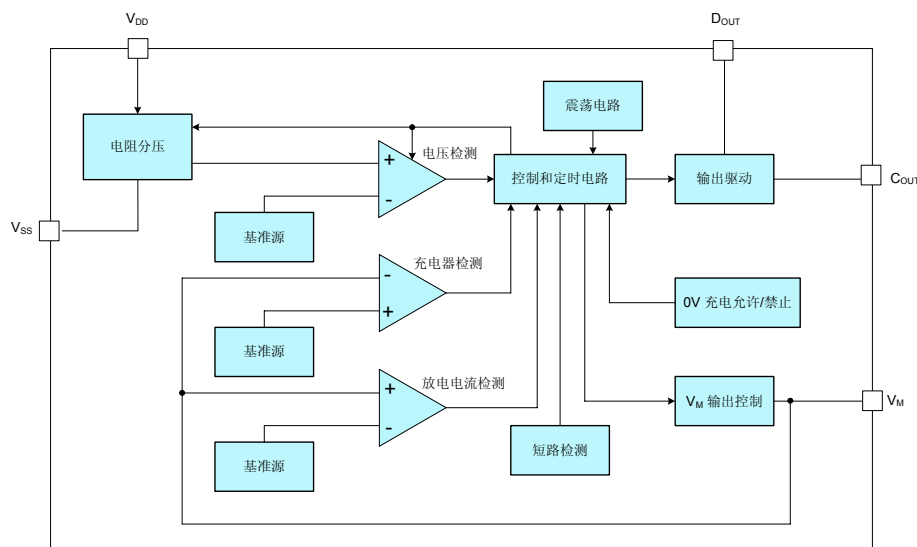 VDD
DOUT
震荡电路
电阻分压
电压检测
+
-
控制和定时电路
输出驱动
COUT
VSS
基准源
充电器检测
-
+
0V 充电允许/禁止
基准源
放电电流检测
+
-
VM 输出控制
VM
短路检测
基准源